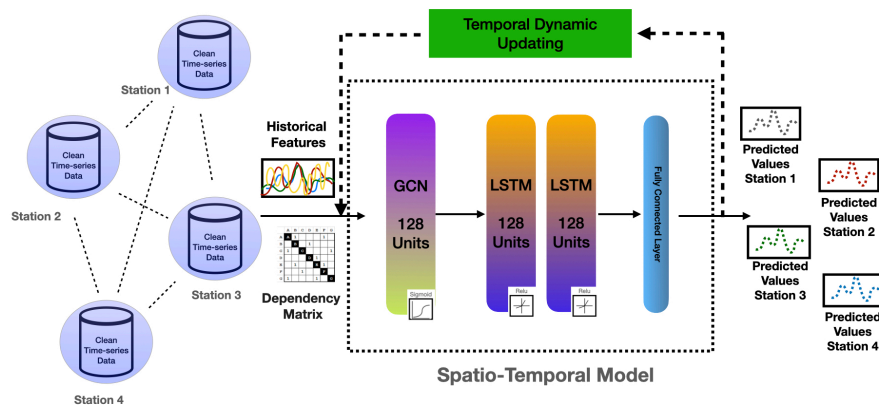 Temporal Dynamic
Updating
Clean
Time-series
Data
Station 1
Clean
Time-series
Data
Station 2
Clean
Time-series
Data
Station 3
Clean
Time-series
Data
Station 4
Historical
Features
Dependency
Matrix
GCN
128
Units
Sigmoid
LSTM
128
Units
Relu
LSTM
128
Units
Relu
Fully Connected Layer
Spatio-Temporal Model
Predicted
Values
Station 1
Predicted
Values
Station 2
Predicted
Values
Station 3
Predicted
Values
Station 4